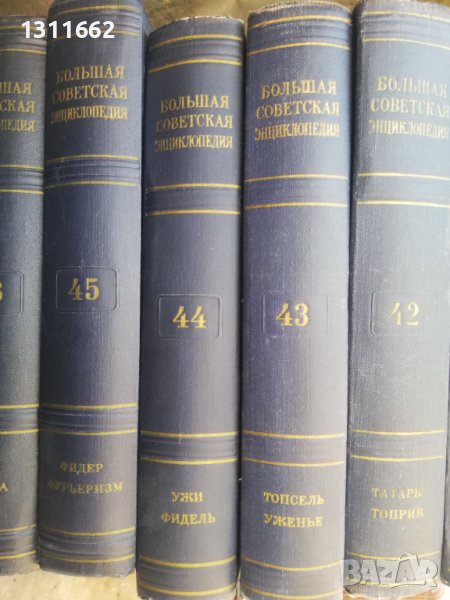 1311662
БОЛЬШАЯ
СОВЕТСКАЯ
ЭНЦИКЛОПЕДИЯ
45
ФИДЕР
ФУРЬЕРИЗМ
БОЛЬШАЯ
СОВЕТСКАЯ
ЭНЦИКЛОПЕДИЯ
44
УЖИ
ФИДЕЛЬ
БОЛЬШАЯ
СОВЕТСКАЯ
ЭНЦИКЛОПЕДИЯ
43
ТОПСЕЛЬ
УЖЕНЬЕ
БОЛЬШАЯ
СОВЕТСКАЯ
ЭНЦИКЛОПЕДИЯ
42
ТАТАРЫ
ТОПРИК
BAZAR